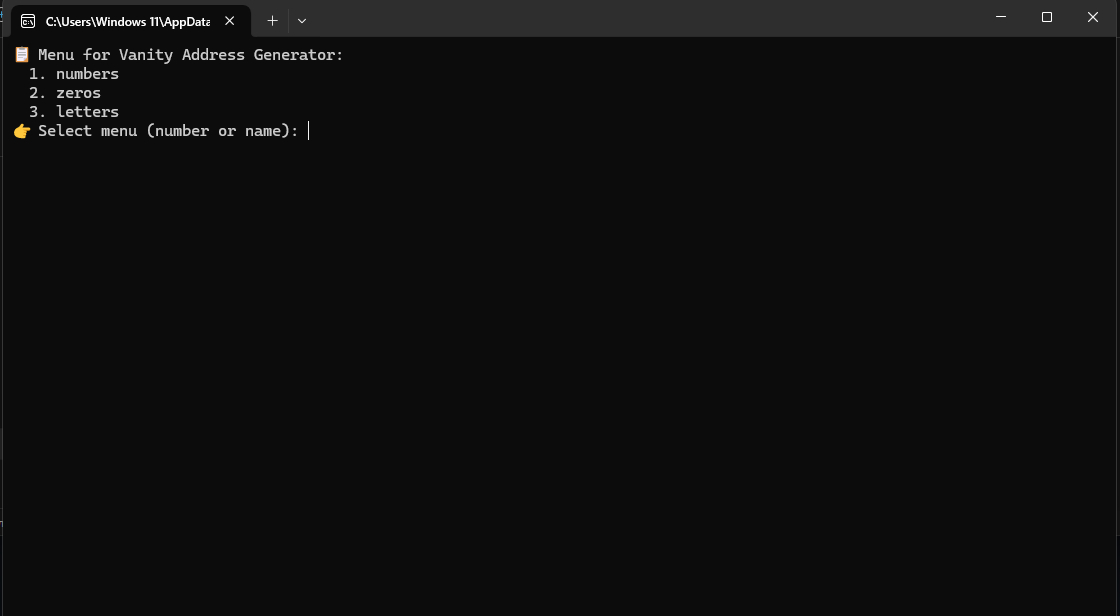 C:\Users\Windows 11\AppData
📋 Menu for Vanity Address Generator:
1. numbers
2. zeros
3. letters
👉 Select menu (number or name):